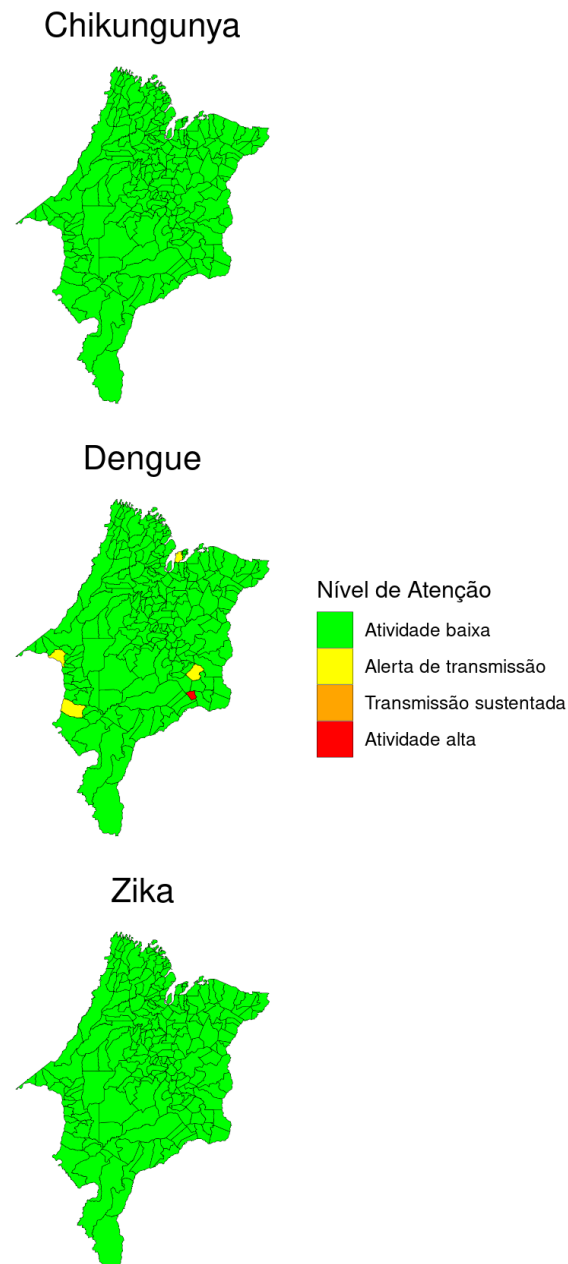 Chikungunya
Dengue
Nível de Atenção
Atividade baixa
Alerta de transmissão
Transmissão sustentada
Atividade alta
Zika